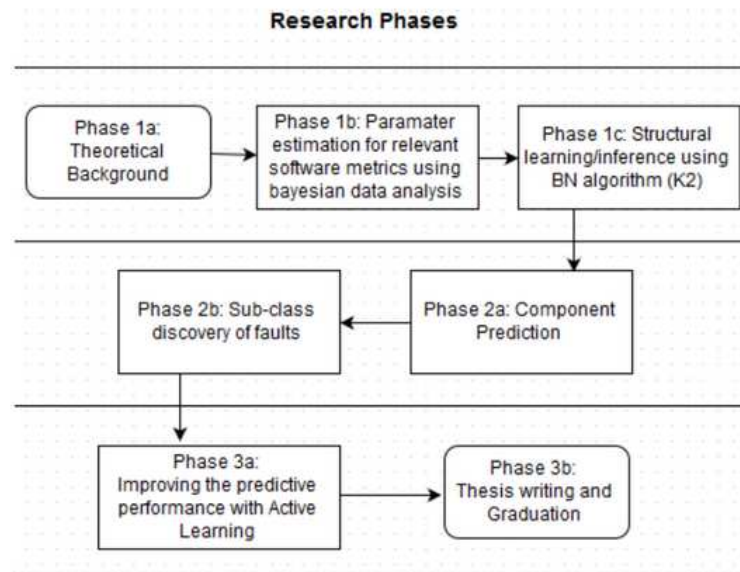 Research Phases
Phase 1a:
Theoretical
Background
Phase 1b: Paramater
estimation for relevant
software metrics using
bayesian data analysis
Phase 1c: Structural
learning/inference using
BN algorithm (K2)
Phase 2b: Sub-class
discovery of faults
Phase 2a: Component
Prediction
Phase 3a:
Improving the predictive
performance with Active
Learning
Phase 3b:
Thesis writing and
Graduation